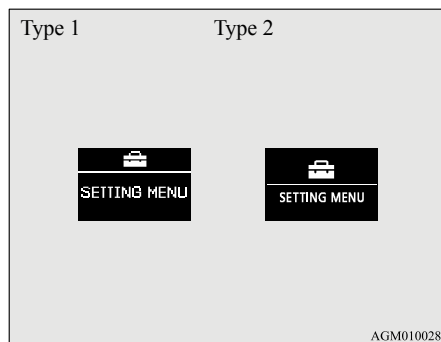 Type 1
Type 2
SETTING MENU
SETTING MENU
AGM010028